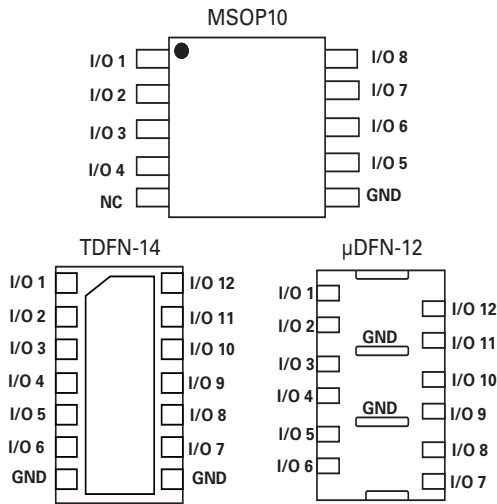 MSOP10
I/O 1
I/O 8
I/O 2
I/O 7
I/O 3
I/O 6
I/O 4
I/O 5
NC
GND
TDFN-14
I/O 1
I/O 12
I/O 2
I/O 11
I/O 3
I/O 10
I/O 4
I/O 9
I/O 5
I/O 8
I/O 6
I/O 7
GND
GND
µDFN-12
I/O 1
I/O 12
I/O 2
GND
I/O 11
I/O 3
I/O 10
I/O 4
GND
I/O 9
I/O 5
I/O 8
I/O 6
I/O 7